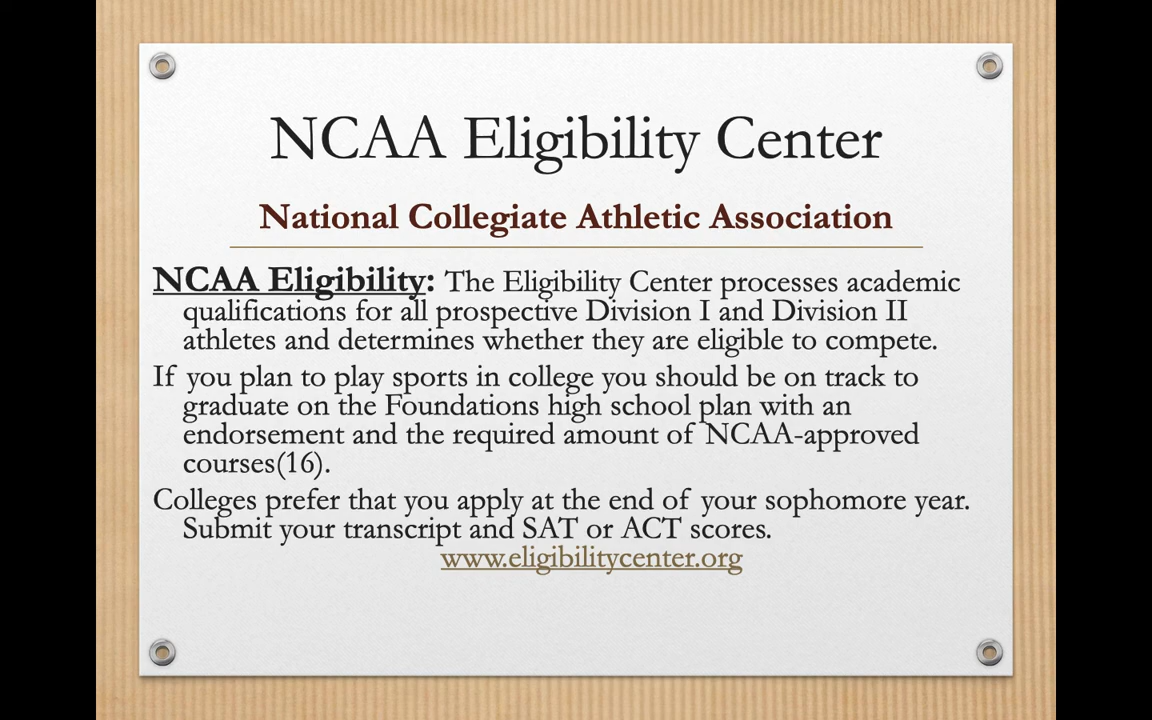 NCAA Eligibility Center
National Collegiate Athletic Association
NCAA Eligibility: The Eligibility Center processes academic
qualifications for all prospective Division I and Division II
athletes and determines whether they are eligible to compete.
If you plan to play sports in college you should be on track to
graduate on the Foundations high school plan with an
endorsement and the required amount of NCAA-approved
courses(16).
Colleges prefer that you apply at the end of your sophomore year.
Submit your transcript and SAT or ACT scores.
www.eligibilitycenter.org